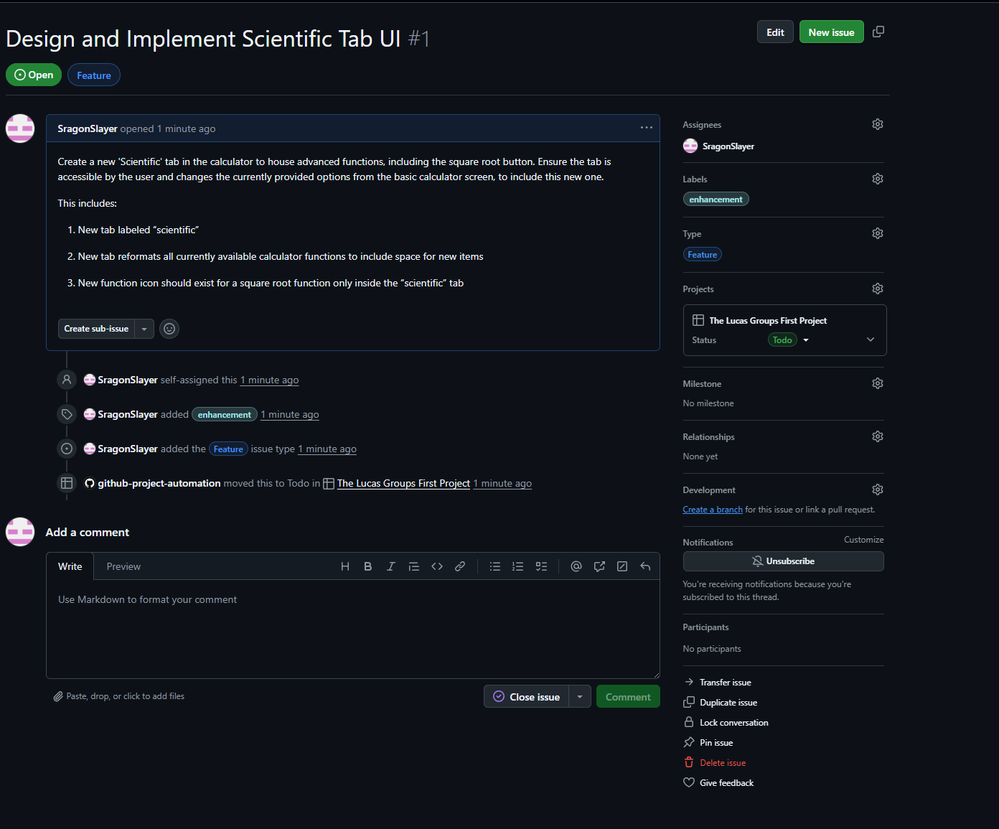 Design and Implement Scientific Tab UI #1
Edit
New issue
Open
Feature
SragonSlayer opened 1 minute ago
Create a new 'Scientific' tab in the calculator to house advanced functions, including the square root button. Ensure the tab is
accessible by the user and changes the currently provided options from the basic calculator screen, to include this new one.
This includes:
1. New tab labeled “scientific”
2. New tab reformats all currently available calculator functions to include space for new items
3. New function icon should exist for a square root function only inside the “scientific” tab
Create sub-issue
SragonSlayer self-assigned this 1 minute ago
SragonSlayer added enhancement 1 minute ago
SragonSlayer added the Feature issue type 1 minute ago
github-project-automation moved this to Todo in The Lucas Groups First Project 1 minute ago
Add a comment
Write
Preview
Use Markdown to format your comment
Paste, drop, or click to add files
Close issue
Comment
Assignees
SragonSlayer
Labels
enhancement
Type
Feature
Projects
The Lucas Groups First Project
Status
Todo
Milestone
No milestone
Relationships
None yet
Development
Create a branch for this issue or link a pull request.
Notifications
Customize
Unsubscribe
You're receiving notifications because you're
subscribed to this thread.
Participants
No participants
Transfer issue
Duplicate issue
Lock conversation
Pin issue
Delete issue
Give feedback